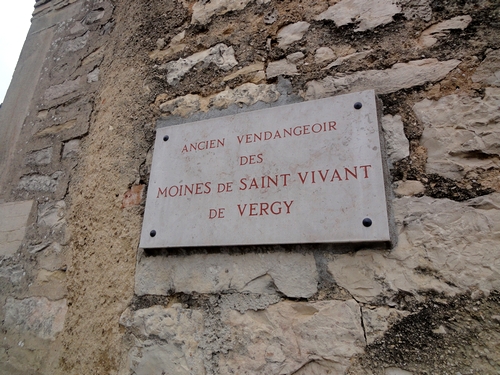 ANCIEN VENDANGEOIR
DES
MOINES DE SAINT VIVANT
DE VERGY